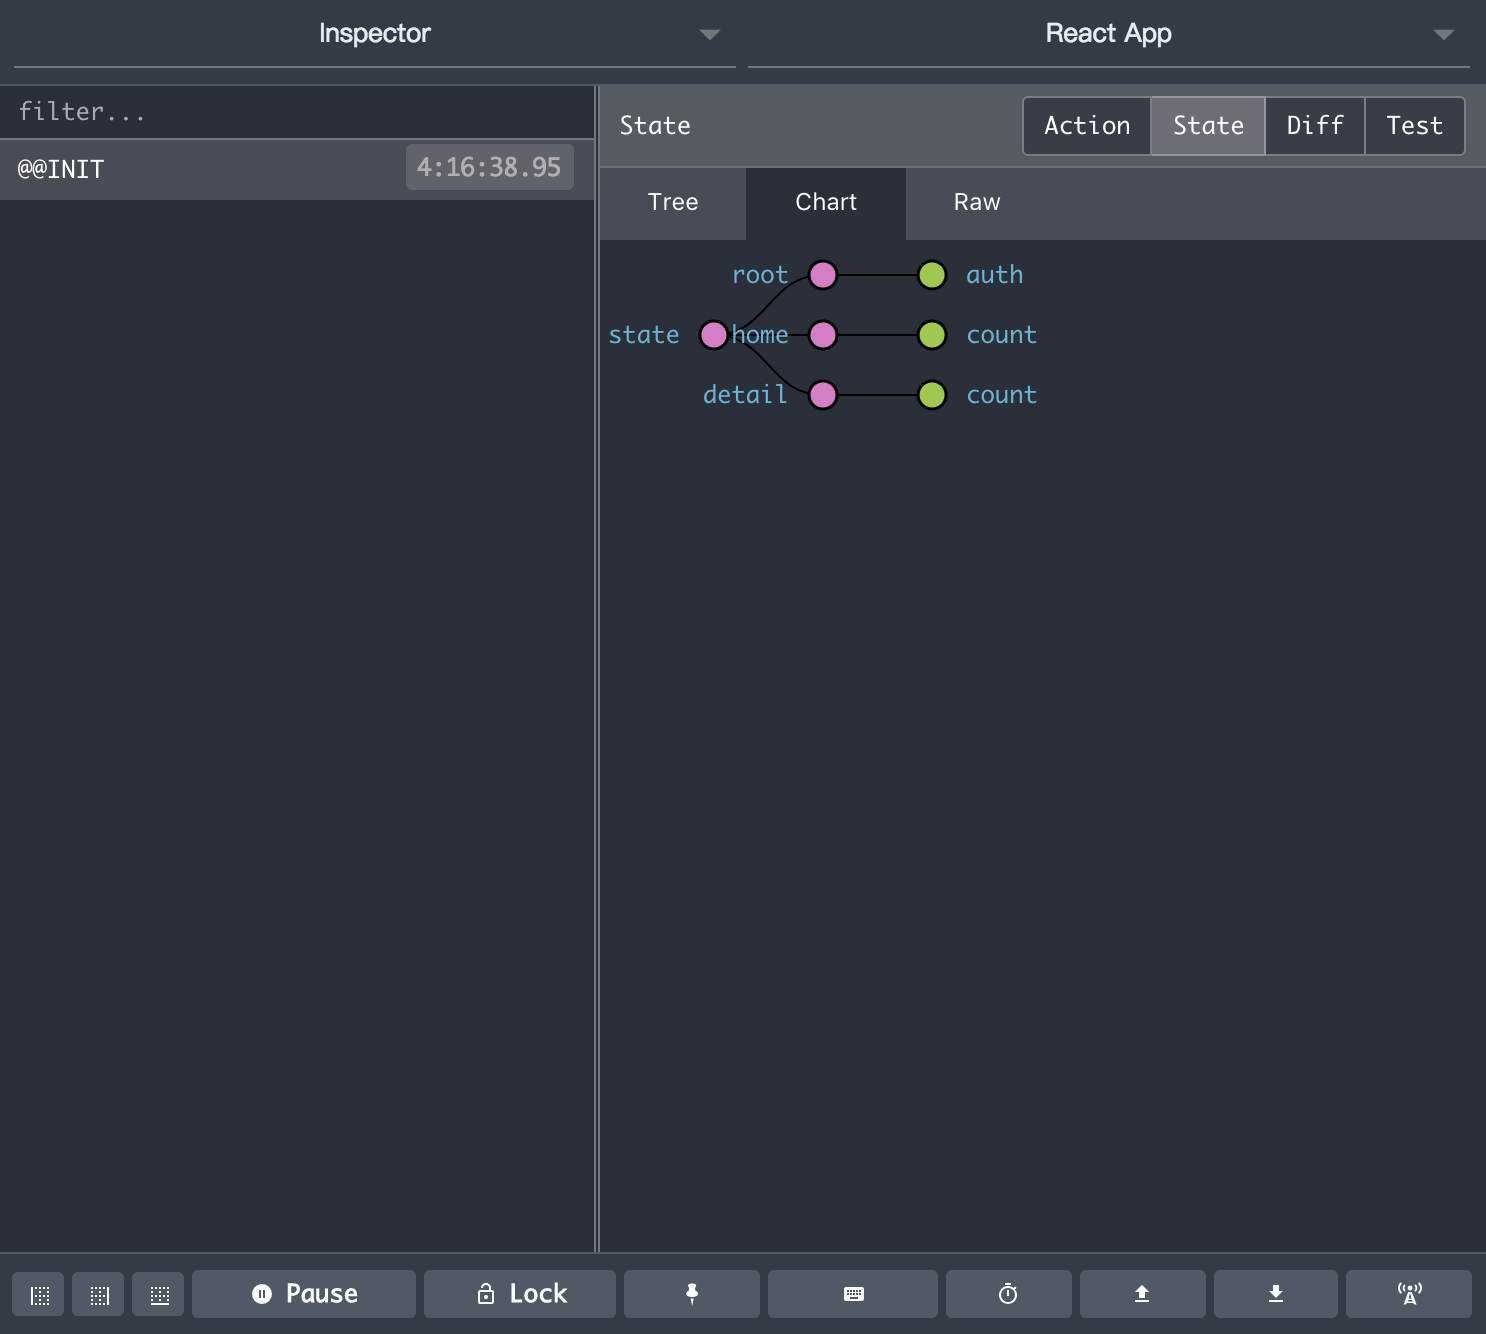 Inspector
React App
filter...
@@INIT 4:16:38.95
State
Action State Diff Test
Tree Chart Raw
root auth
state home count
detail count
Pause Lock